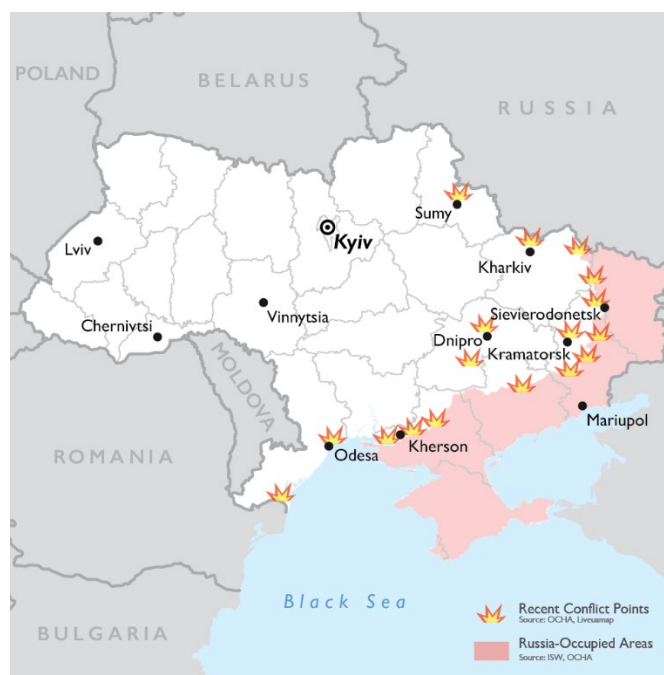 POLAND
BELARUS
RUSSIA
Sumy
Kyiv
Lviv
Kharkiv
Vinnytsia
Sievierodonetsk
Chernivtsi
Dnipro
Kramatorsk
MOLDOVA
Mariupol
ROMANIA
Odesa
Kherson
Black Sea
Recent Conflict Points
Source: OCHA, Liveuamap
BULGARIA
Russia-Occupied Areas
Source: ISW, OCHA